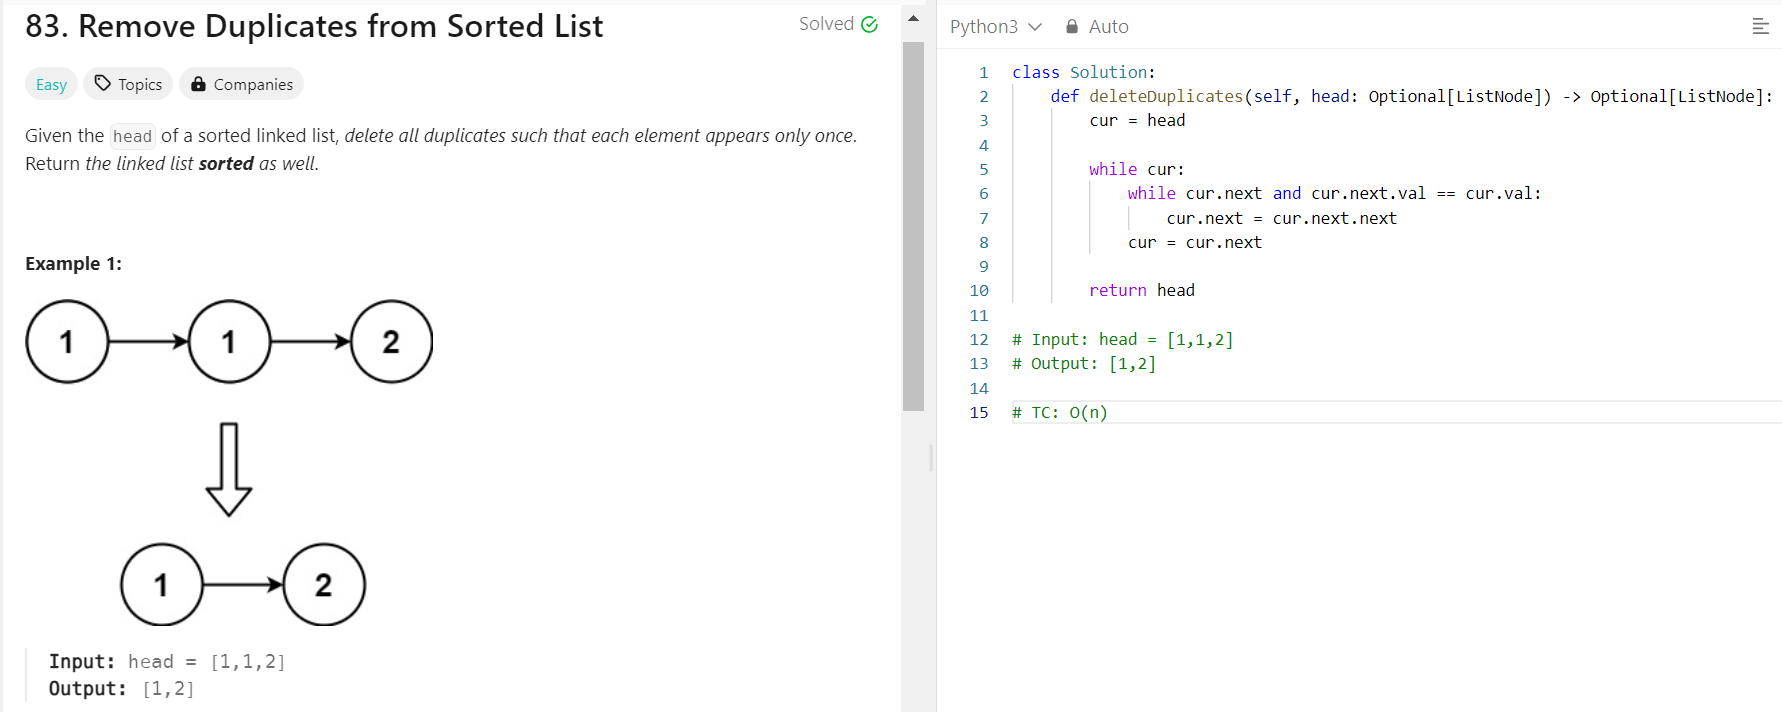 83. Remove Duplicates from Sorted List
Solved
Easy
Topics
Companies
Given the head of a sorted linked list, delete all duplicates such that each element appears only once.
Return the linked list sorted as well.
Example 1:
1 1 2
1 2
Input: head = [1,1,2]
Output: [1,2]
Python3
Auto
1 class Solution:
2 def deleteDuplicates(self, head: Optional[ListNode]) -> Optional[ListNode]:
3 cur = head
4
5 while cur:
6 while cur.next and cur.next.val == cur.val:
7 cur.next = cur.next.next
8 cur = cur.next
9
10 return head
11
12 # Input: head = [1,1,2]
13 # Output: [1,2]
14
15 # TC: O(n)